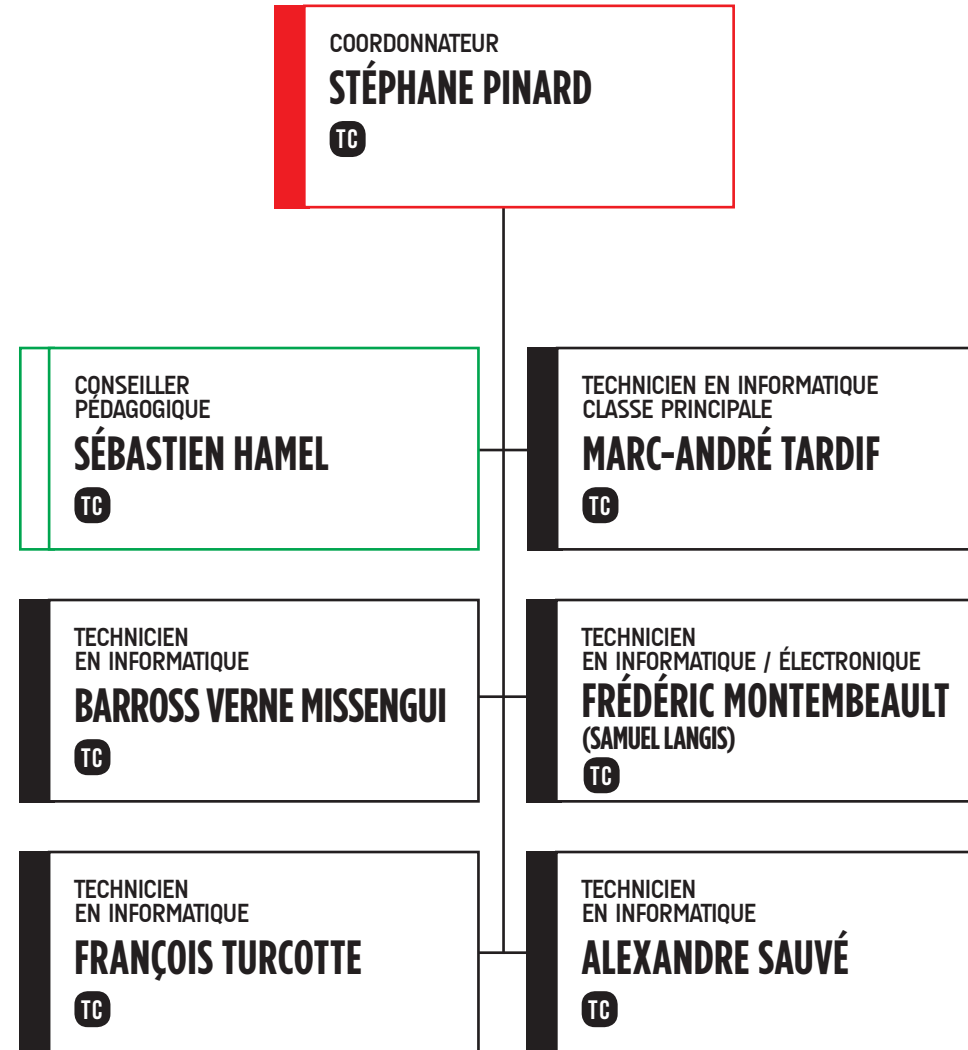 COORDONNATEUR
STÉPHANE PINARD
TC
CONSEILLER
PÉDAGOGIQUE
SÉBASTIEN HAMEL
TC
TECHNICIEN EN INFORMATIQUE
CLASSE PRINCIPALE
MARC-ANDRÉ TARDIF
TC
TECHNICIEN
EN INFORMATIQUE
BARROSS VERNE MISSENGUI
TC
TECHNICIEN
EN INFORMATIQUE / ÉLECTRONIQUE
FRÉDÉRIC MONTEMBEAULT
(SAMUEL LANGIS)
TC
TECHNICIEN
EN INFORMATIQUE
FRANÇOIS TURCOTTE
TC
TECHNICIEN
EN INFORMATIQUE
ALEXANDRE SAUVÉ
TC